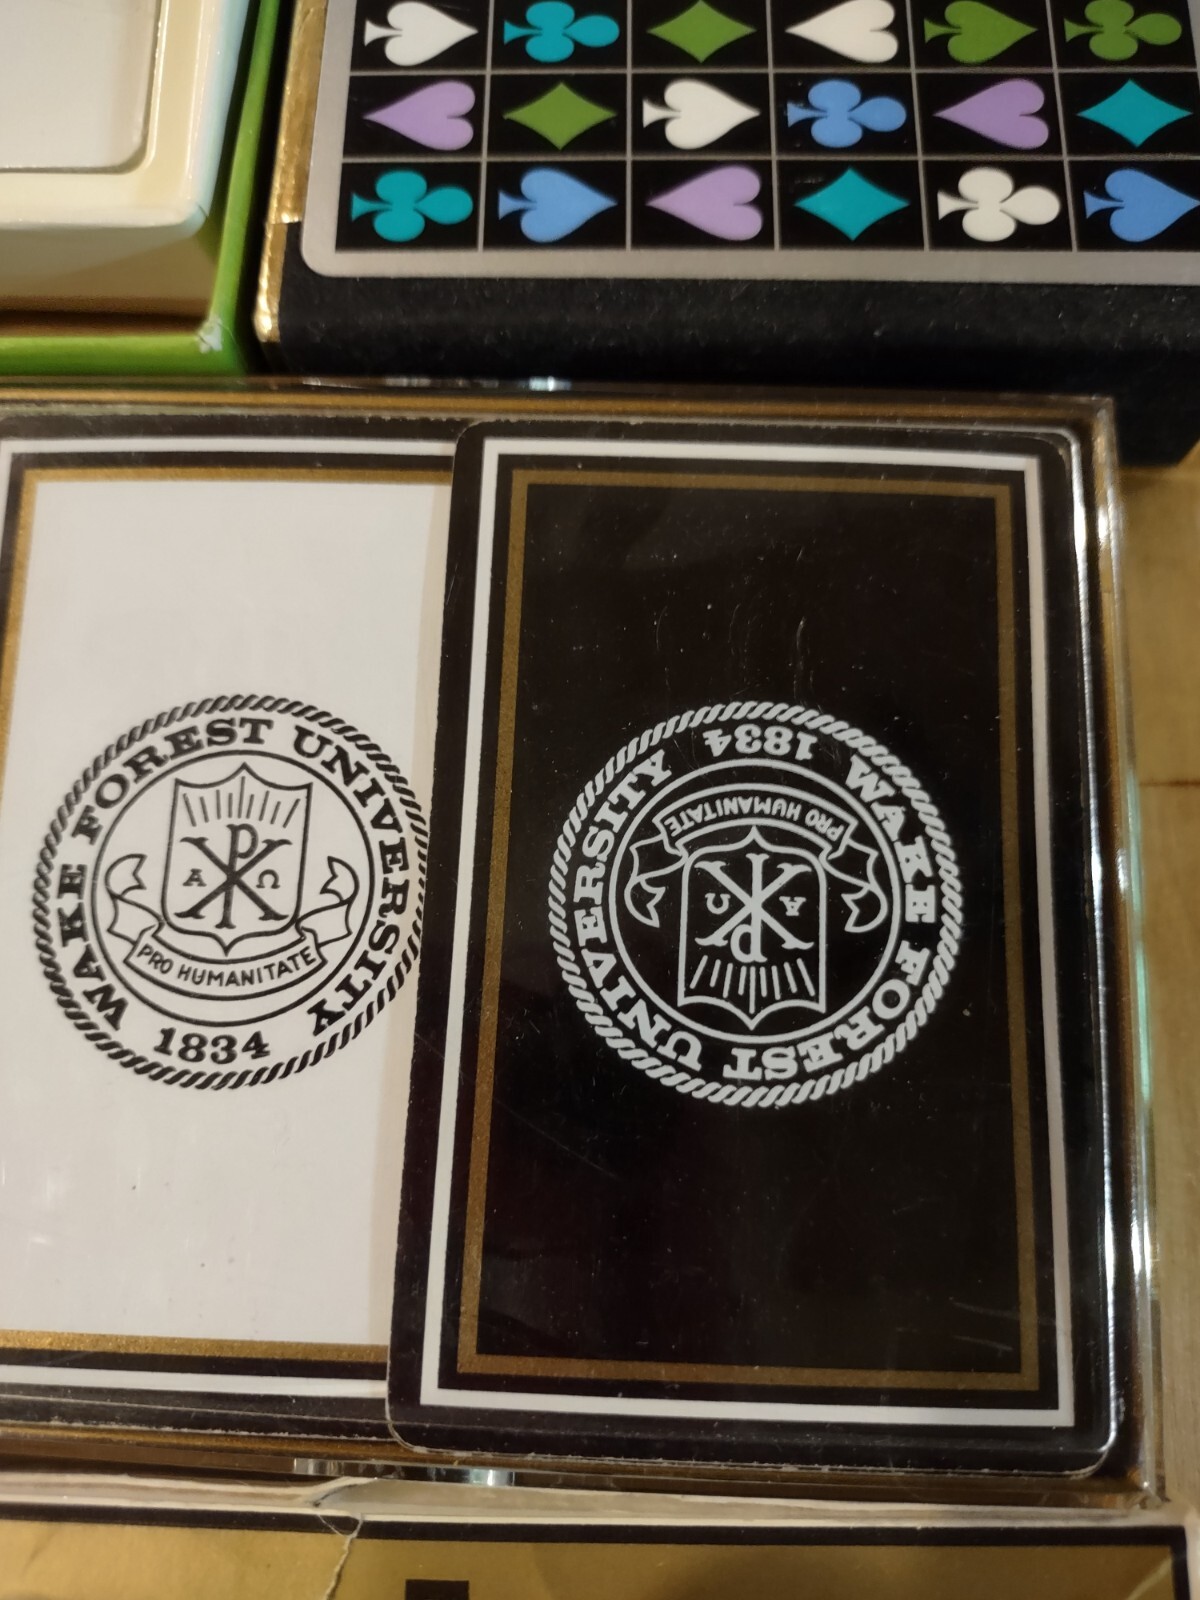 WAKE FOREST UNIVERSITY
Α Ω
PRO HUMANITATE
1834
WAKE FOREST UNIVERSITY
Α Ω
PRO HUMANITATE
1834